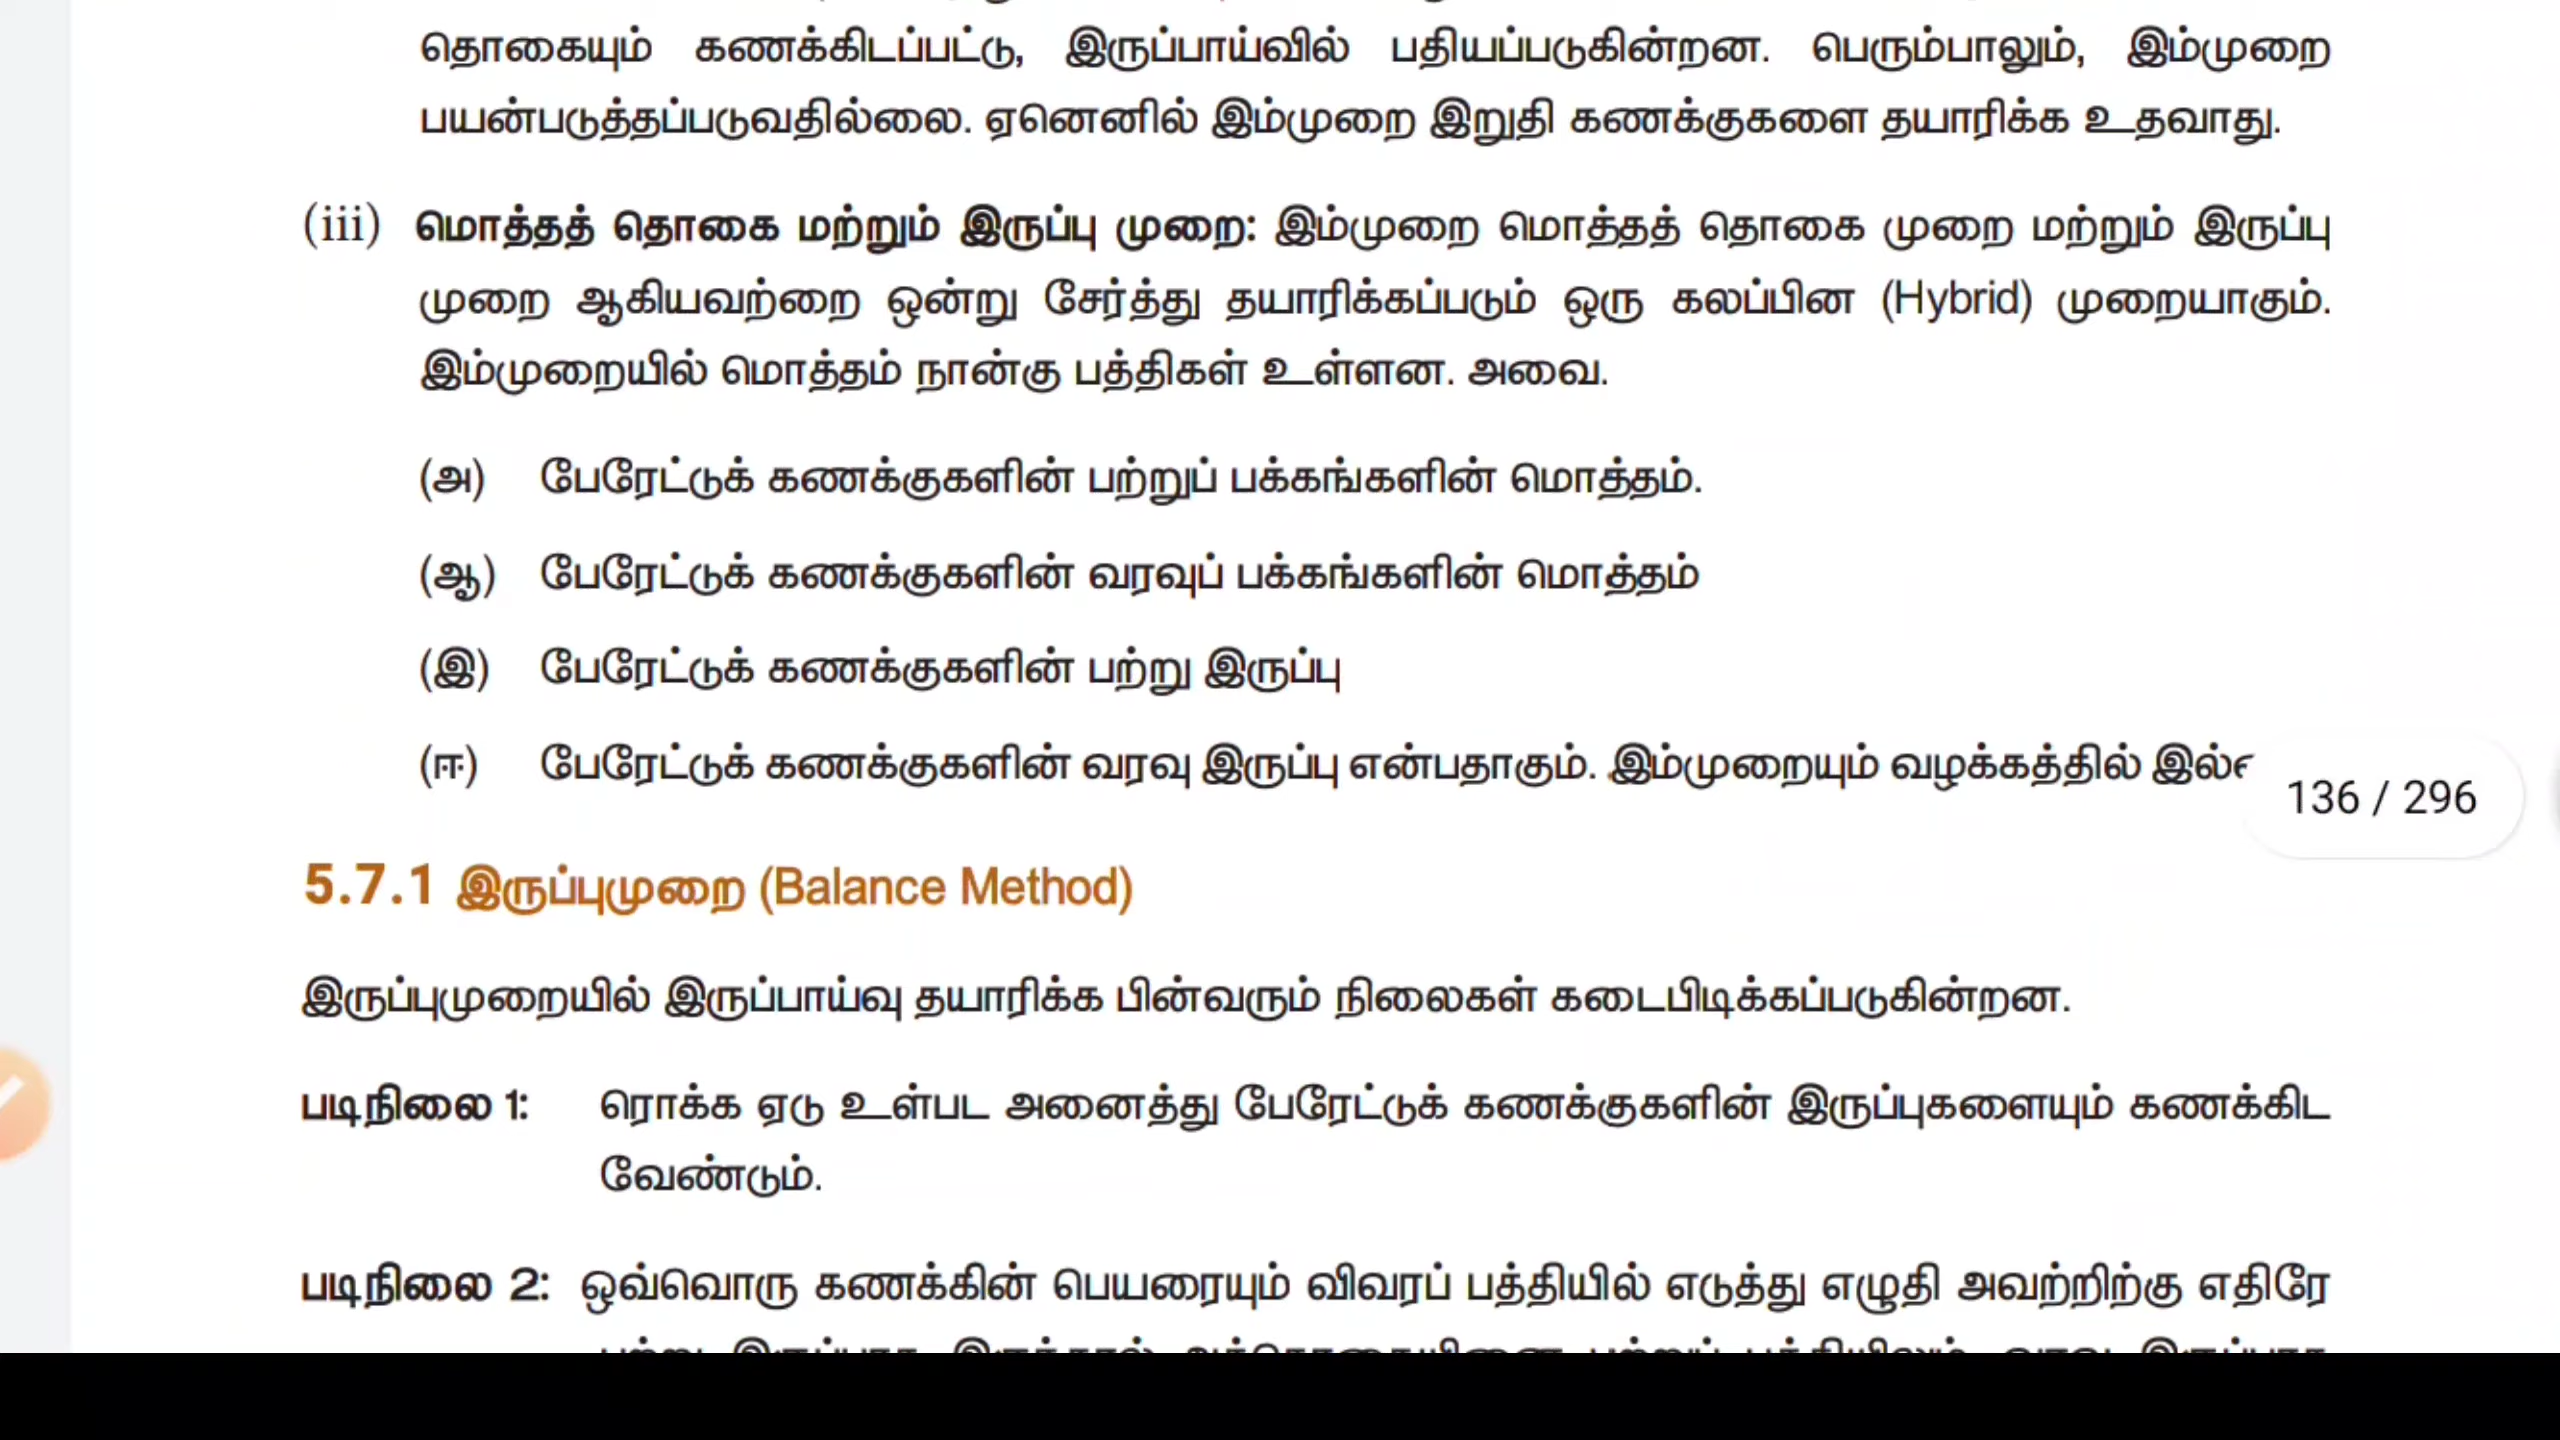 தொகையும் கணக்கிடப்பட்டு, இருப்பாய்வில் பதியப்படுகின்றன. பெரும்பாலும், இம்முறை
பயன்படுத்தப்படுவதில்லை. ஏனெனில் இம்முறை இறுதி கணக்குகளை தயாரிக்க உதவாது.
(iii) மொத்தத் தொகை மற்றும் இருப்பு முறை: இம்முறை மொத்தத் தொகை முறை மற்றும் இருப்பு
முறை ஆகியவற்றை ஒன்று சேர்த்து தயாரிக்கப்படும் ஒரு கலப்பின (Hybrid) முறையாகும்.
இம்முறையில் மொத்தம் நான்கு பத்திகள் உள்ளன. அவை.
(அ) பேரேட்டுக் கணக்குகளின் பற்றுப் பக்கங்களின் மொத்தம்.
(ஆ) பேரேட்டுக் கணக்குகளின் வரவுப் பக்கங்களின் மொத்தம்
(இ) பேரேட்டுக் கணக்குகளின் பற்று இருப்பு
(ஈ) பேரேட்டுக் கணக்குகளின் வரவு இருப்பு என்பதாகும். இம்முறையும் வழக்கத்தில்
136 / 296
5.7.1 இருப்புமுறை (Balance Method)
இருப்புமுறையில் இருப்பாய்வு தயாரிக்க பின்வரும் நிலைகள் கடைபிடிக்கப்படுகின்றன.
படிநிலை 1: ரொக்க ஏடு உள்பட அனைத்து பேரேட்டுக் கணக்குகளின் இருப்புகளையும் கணக்கிட
வேண்டும்.
படிநிலை 2: ஒவ்வொரு கணக்கின் பெயரையும் விவரப் பத்தியில் எடுத்து எழுதி அவற்றிற்கு எதிரே